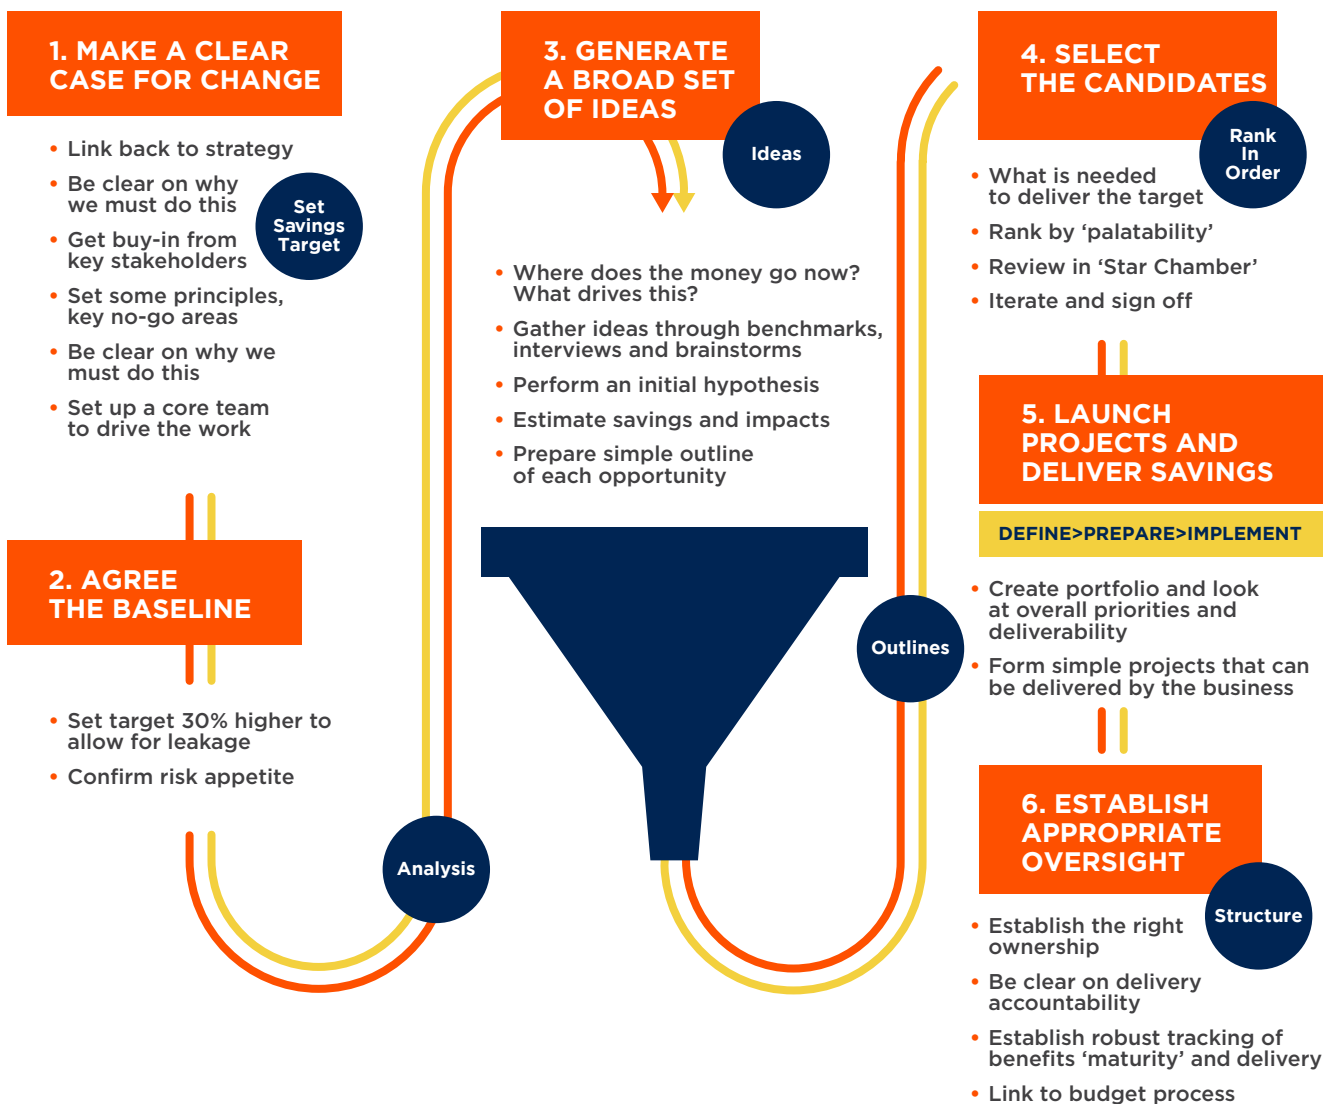 1. MAKE A CLEAR
CASE FOR CHANGE
• Link back to strategy
• Be clear on why
we must do this
• Get buy-in from
key stakeholders
• Set some principles,
key no-go areas
• Be clear on why we
must do this
• Set up a core team
to drive the work
Set
Savings
Target
2. AGREE
THE BASELINE
• Set target 30% higher to
allow for leakage
• Confirm risk appetite
Analysis
3. GENERATE
A BROAD SET
OF IDEAS
Ideas
• Where does the money go now?
What drives this?
• Gather ideas through benchmarks,
interviews and brainstorms
• Perform an initial hypothesis
• Estimate savings and impacts
• Prepare simple outline
of each opportunity
Outlines
4. SELECT
THE CANDIDATES
Rank
In
Order
• What is needed
to deliver the target
• Rank by ‘palatability’
• Review in ‘Star Chamber’
• Iterate and sign off
5. LAUNCH
PROJECTS AND
DELIVER SAVINGS
DEFINE>PREPARE>IMPLEMENT
• Create portfolio and look
at overall priorities and
deliverability
• Form simple projects that can
be delivered by the business
6. ESTABLISH
APPROPRIATE
OVERSIGHT
Structure
• Establish the right
ownership
• Be clear on delivery
accountability
• Establish robust tracking of
benefits ‘maturity’ and delivery
• Link to budget process